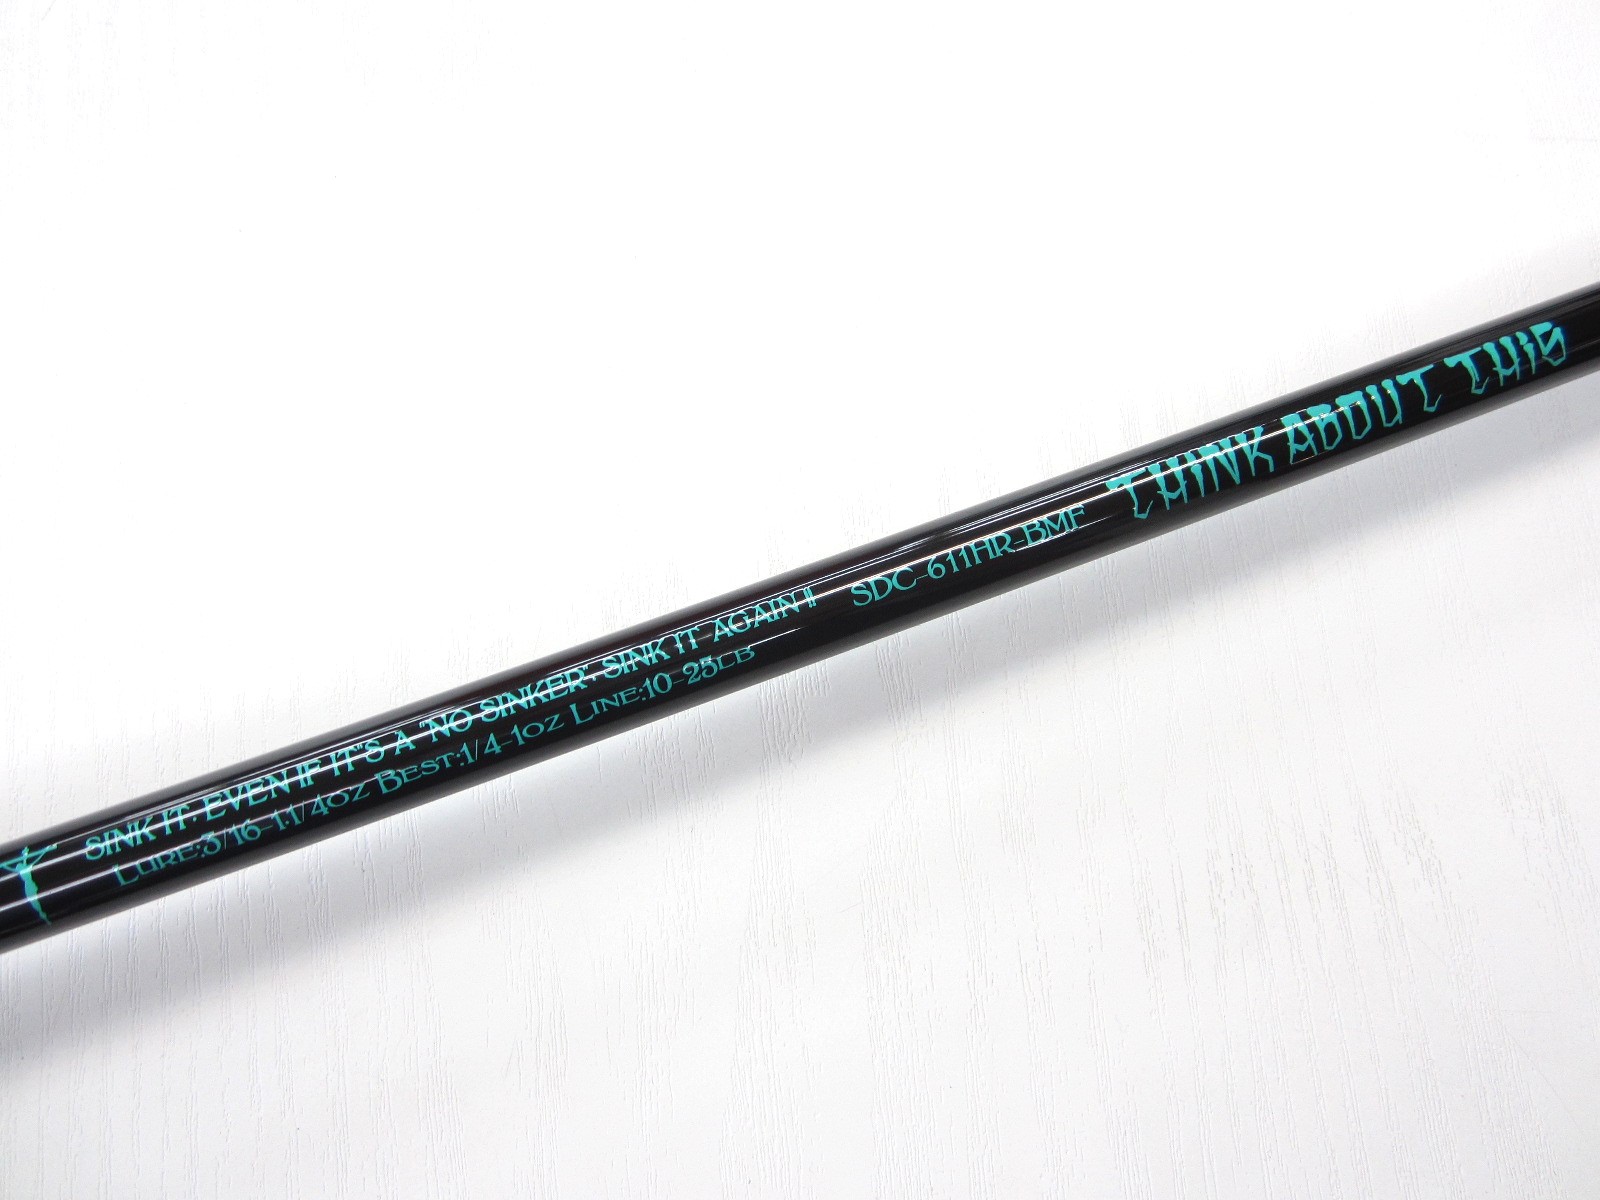 SINK IT. EVEN IF IT"S A "NO SINKER". SINK IT AGAIN !!
LURE:3/16-1.1/4OZ BEST:1/4-1OZ LINE:10-25LB
SDC-611HR-BMF
THINK ABOUT THIS